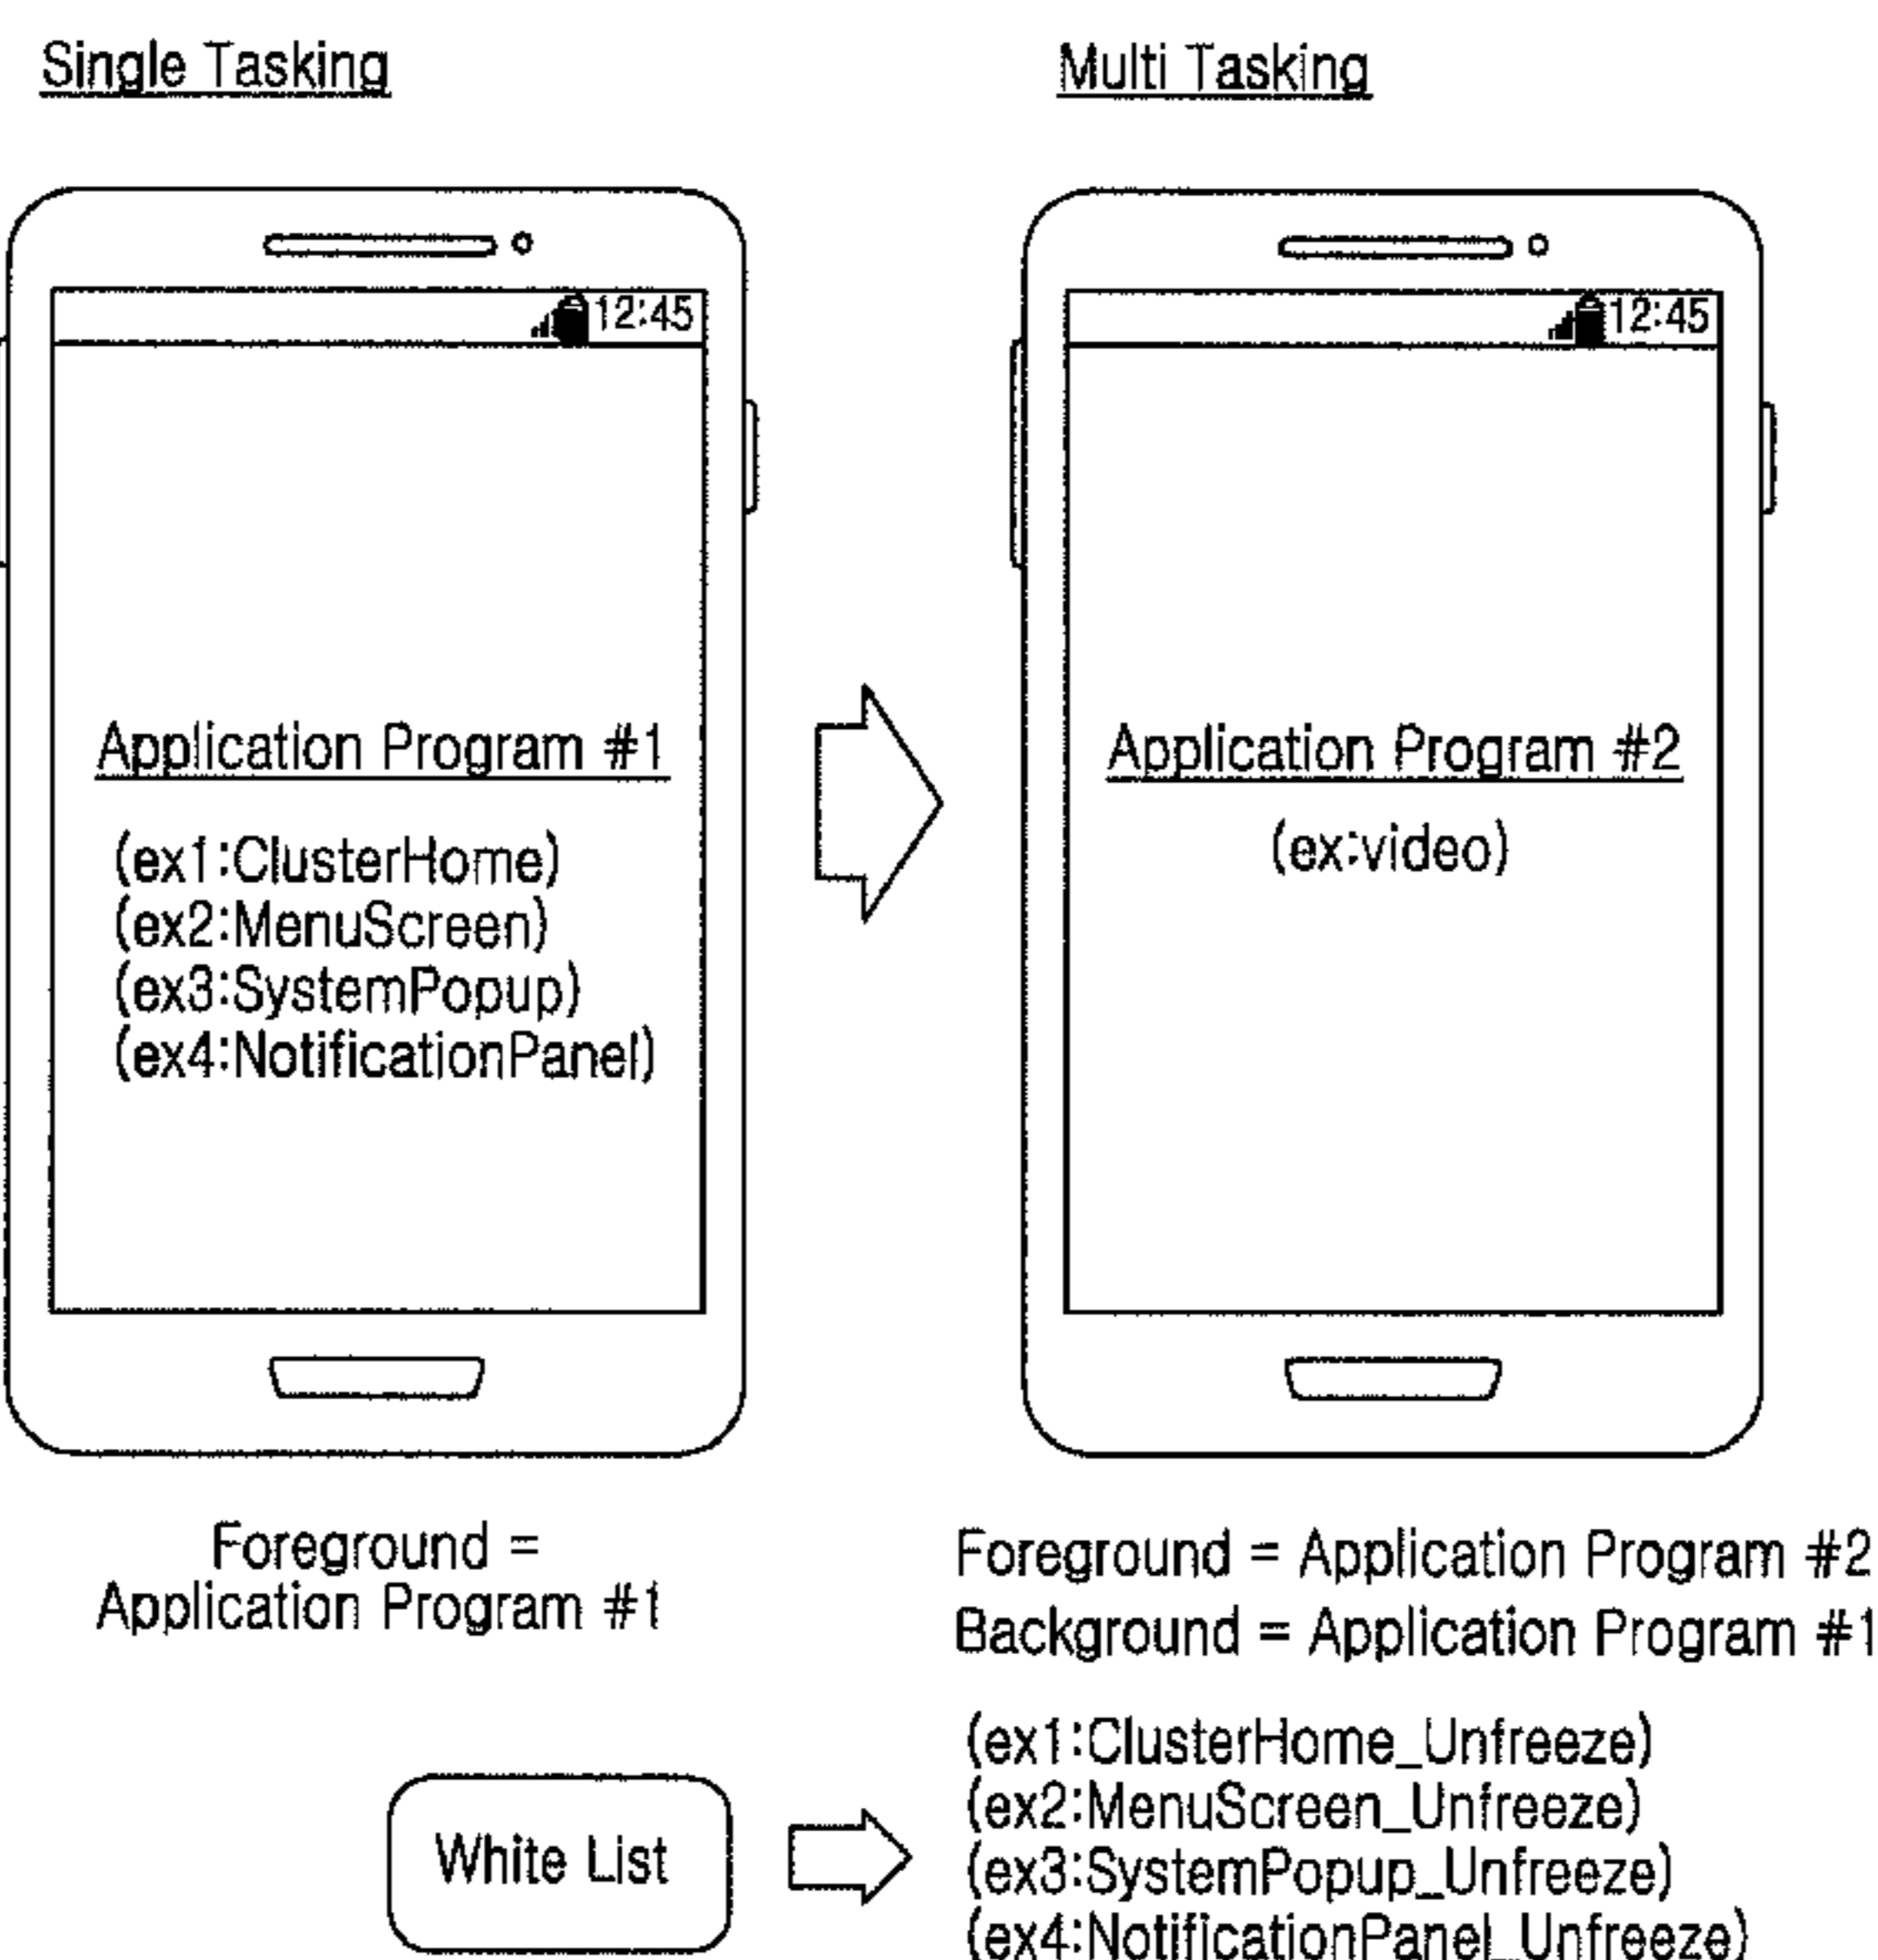 Single Tasking
Multi Tasking
12:45
Application Program #1
(ex1:ClusterHome)
(ex2:MenuScreen)
(ex3:SystemPopup)
(ex4:NotificationPanel)
12:45
Application Program #2
(ex:video)
Foreground =
Application Program #1
Foreground = Application Program #2
Background = Application Program #1
White List
(ex1:ClusterHome_Unfreeze)
(ex2:MenuScreen_Unfreeze)
(ex3:SystemPopup_Unfreeze)
(ex4:NotificationPanel_Unfreeze)